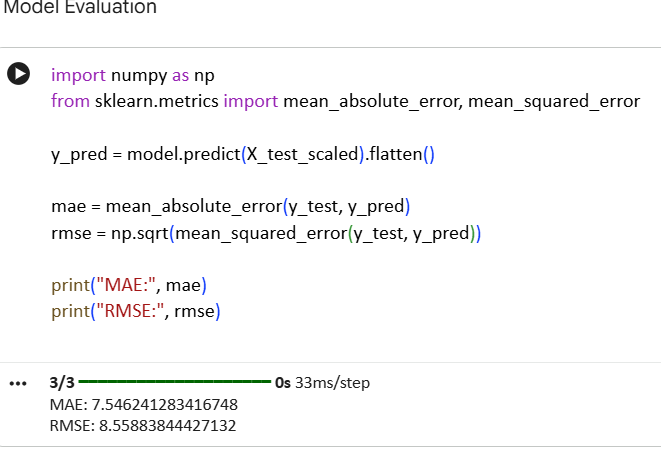 Model Evaluation
import numpy as np
from sklearn.metrics import mean_absolute_error, mean_squared_error
y_pred = model.predict(X_test_scaled).flatten()
mae = mean_absolute_error(y_test, y_pred)
rmse = np.sqrt(mean_squared_error(y_test, y_pred))
print("MAE:", mae)
print("RMSE:", rmse)
3/3 0s 33ms/step
MAE: 7.546241283416748
RMSE: 8.55883844427132